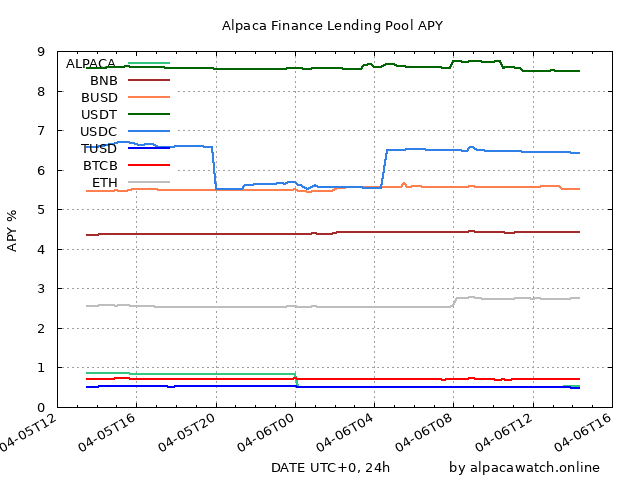 Alpaca Finance Lending Pool APY
APY %
9
8
7
6
5
4
3
2
1
0
ALPACA
BNB
BUSD
USDT
USDC
TUSD
BTCB
ETH
04-05T12
04-05T16
04-05T20
04-06T00
04-06T04
04-06T08
04-06T12
04-06T16
DATE UTC+0, 24h
by alpacawatch.online